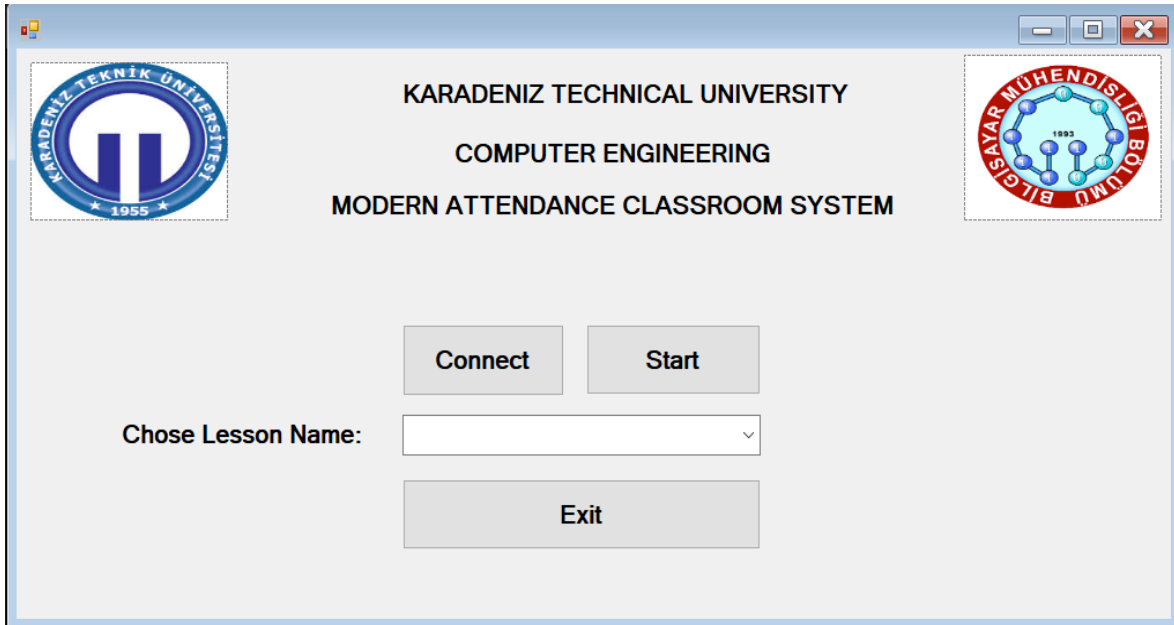 KARADENİZ TEKNİK ÜNİVERSİTESİ
1955
KARADENIZ TECHNICAL UNIVERSITY
COMPUTER ENGINEERING
MODERN ATTENDANCE CLASSROOM SYSTEM
BİLGİSAYAR MÜHENDİSLİĞİ BÖLÜMÜ
1993
Connect
Start
Chose Lesson Name:
Exit